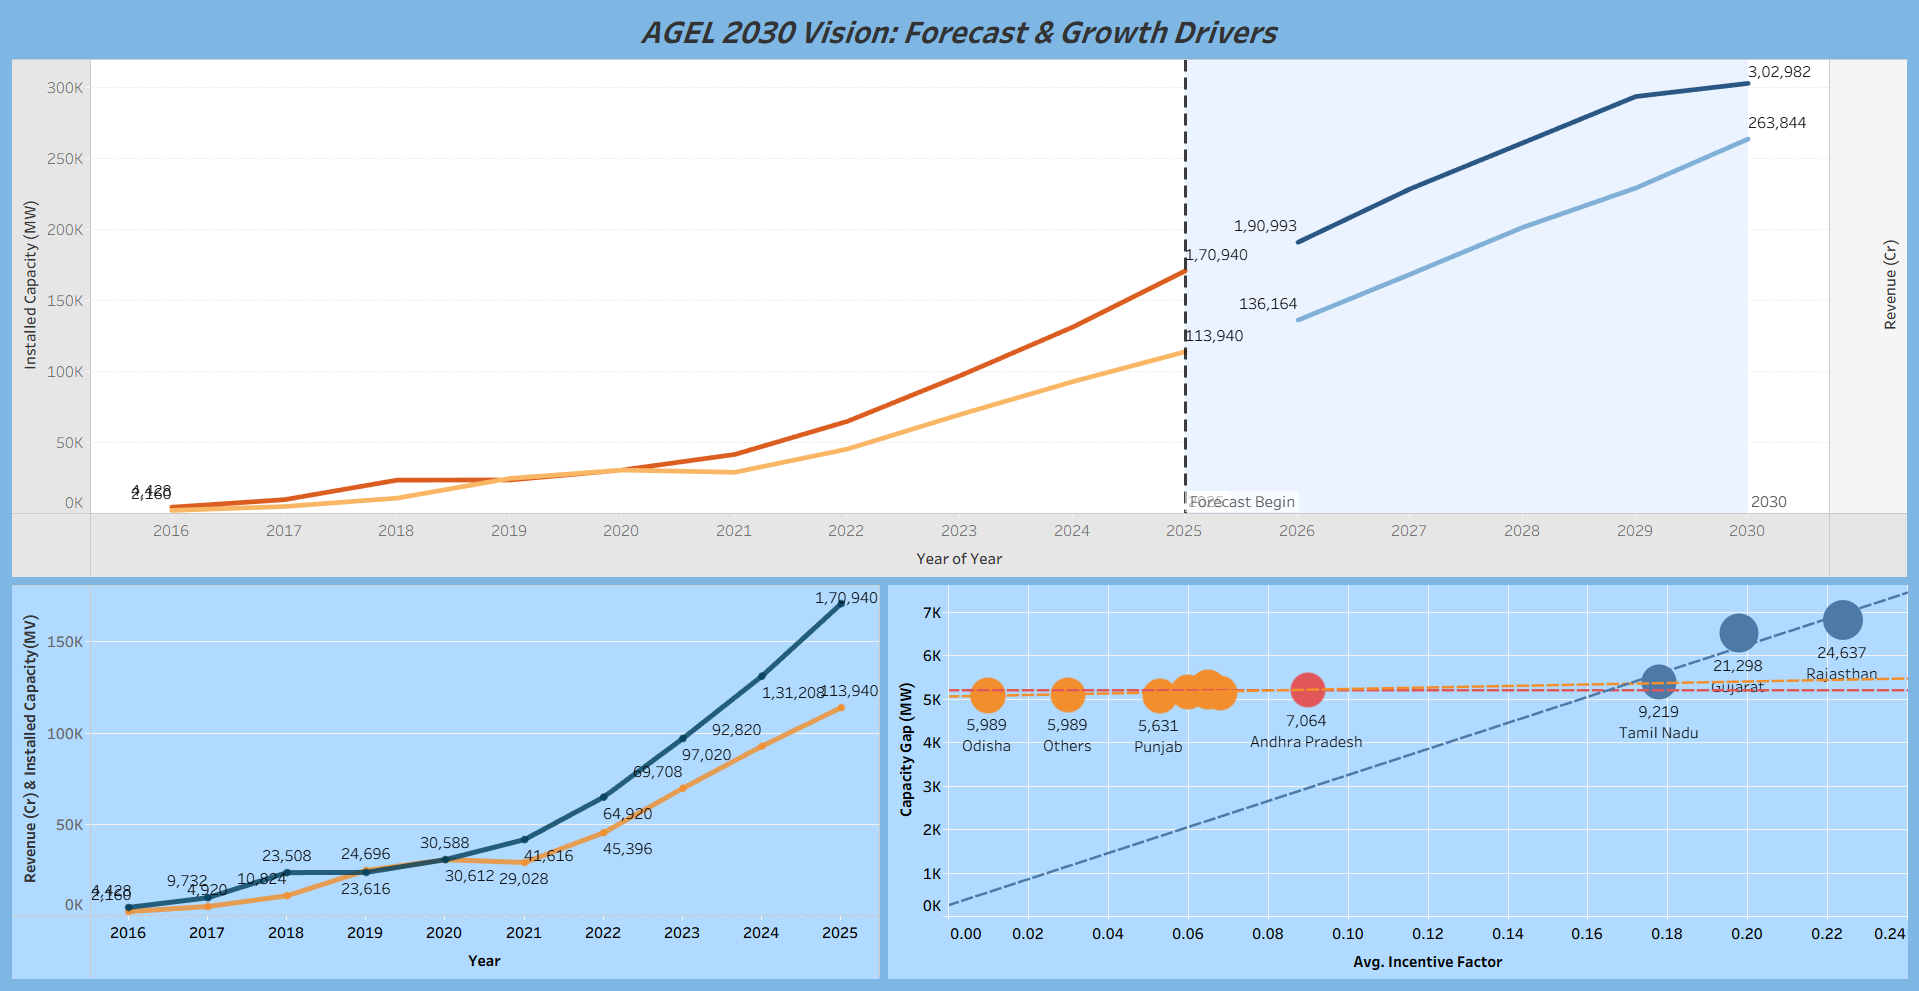 AGEL 2030 Vision: Forecast & Growth Drivers
Installed Capacity (MW)
300K
250K
200K
150K
100K
50K
0K
4,428
2,160
1,70,940
113,940
1,90,993
136,164
3,02,982
263,844
Forecast Begin
2030
Revenue (Cr)
2016 2017 2018 2019 2020 2021 2022 2023 2024 2025 2026 2027 2028 2029 2030
Year of Year
Revenue (Cr) & Installed Capacity(MV)
150K
100K
50K
0K
4,428
2,160
9,732
4,920
23,508
10,824
24,696
23,616
30,588
30,612
41,616
29,028
64,920
45,396
69,708
97,020
92,820
1,31,208
1,70,940
113,940
2016 2017 2018 2019 2020 2021 2022 2023 2024 2025
Year
Capacity Gap (MW)
7K
6K
5K
4K
3K
2K
1K
0K
5,989
Odisha
5,989
Others
5,631
Punjab
7,064
Andhra Pradesh
9,219
Tamil Nadu
21,298
Gujarat
24,637
Rajasthan
0.00 0.02 0.04 0.06 0.08 0.10 0.12 0.14 0.16 0.18 0.20 0.22 0.24
Avg. Incentive Factor